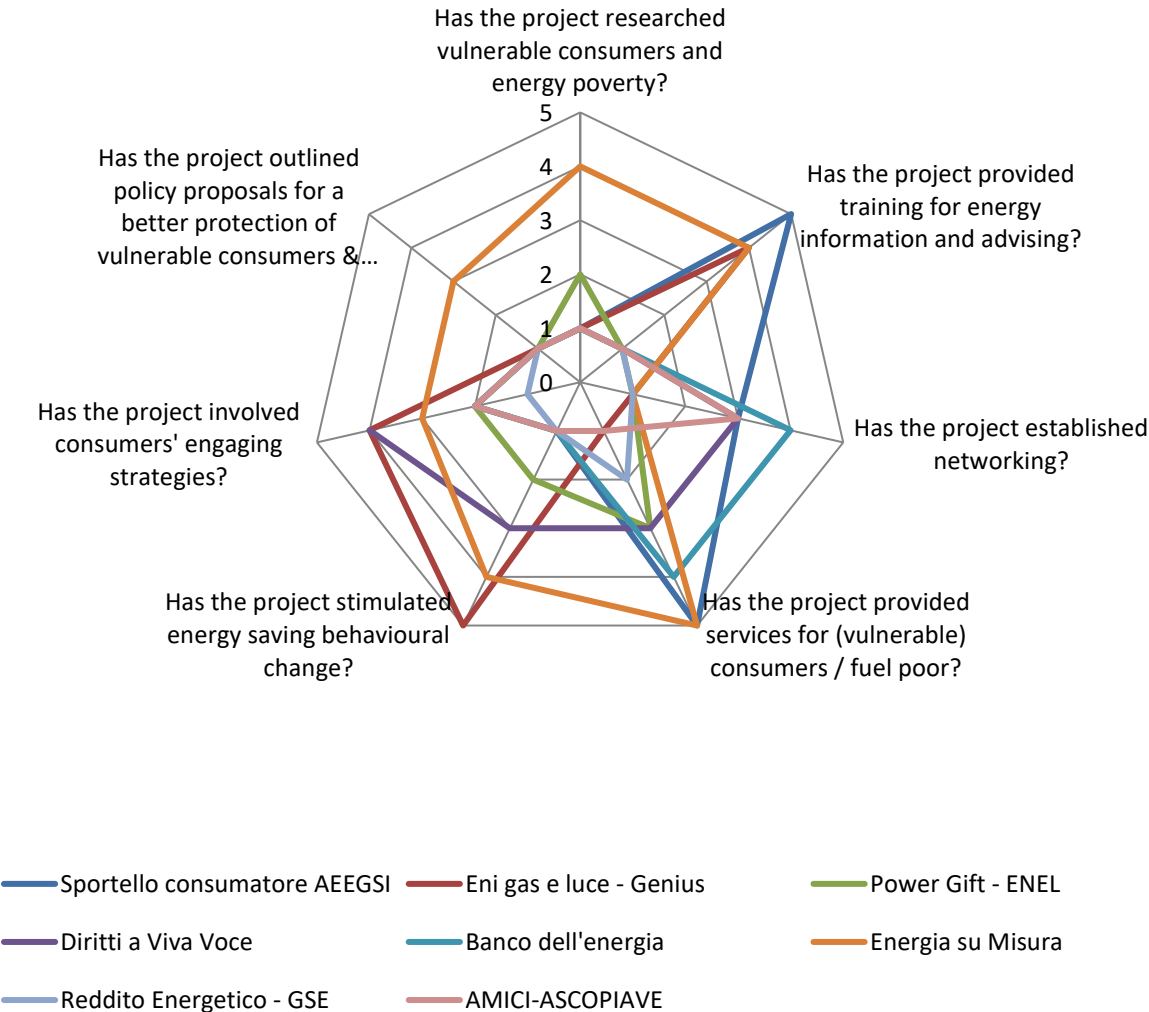 Has the project researched
vulnerable consumers and
energy poverty?
5
4
3
2
1
0
Has the project outlined
policy proposals for a
better protection of
vulnerable consumers &…
Has the project provided
training for energy
information and advising?
Has the project involved
consumers' engaging
strategies?
Has the project established
networking?
Has the project stimulated
energy saving behavioural
change?
Has the project provided
services for (vulnerable)
consumers / fuel poor?
Sportello consumatore AEEGSI
Eni gas e luce - Genius
Power Gift - ENEL
Diritti a Viva Voce
Banco dell'energia
Energia su Misura
Reddito Energetico - GSE
AMICI-ASCOPIAVE